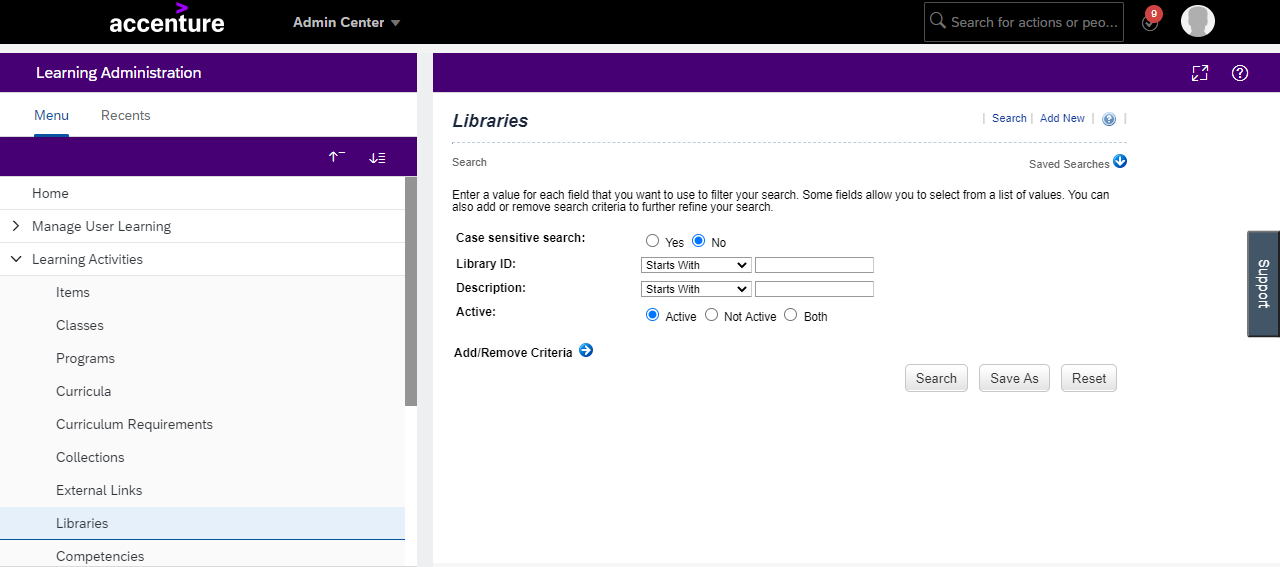 accenture
Admin Center
Search for actions or peo...
9
Learning Administration
Menu
Recents
Home
Manage User Learning
Learning Activities
Items
Classes
Programs
Curricula
Curriculum Requirements
Collections
External Links
Libraries
Competencies
Libraries
Search
Add New
Search
Saved Searches
Enter a value for each field that you want to use to filter your search. Some fields allow you to select from a list of values. You can
also add or remove search criteria to further refine your search.
Case sensitive search: Yes No
Library ID: Starts With
Description: Starts With
Active: Active Not Active Both
Add/Remove Criteria
Search Save As Reset
Support